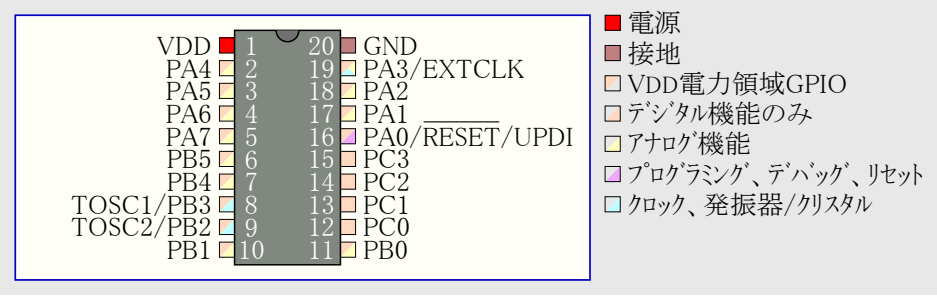 VDD 1 20 GND
PA4 2 19 PA3/EXTCLK
PA5 3 18 PA2
PA6 4 17 PA1
PA7 5 16 PA0/RESET/UPDI
PB5 6 15 PC3
PB4 7 14 PC2
TOSC1/PB3 8 13 PC1
TOSC2/PB2 9 12 PC0
PB1 10 11 PB0
電源
接地
VDD電力領域GPIO
ﾃﾞｼﾞﾀﾙ機能のみ
ｱﾅﾛｸﾞ機能
ﾌﾟﾛｸﾞﾗﾐﾝｸﾞ、ﾃﾞﾊﾞｯｸﾞ、ﾘｾｯﾄ
ｸﾛｯｸ、発振器/ｸﾘｽﾀﾙ